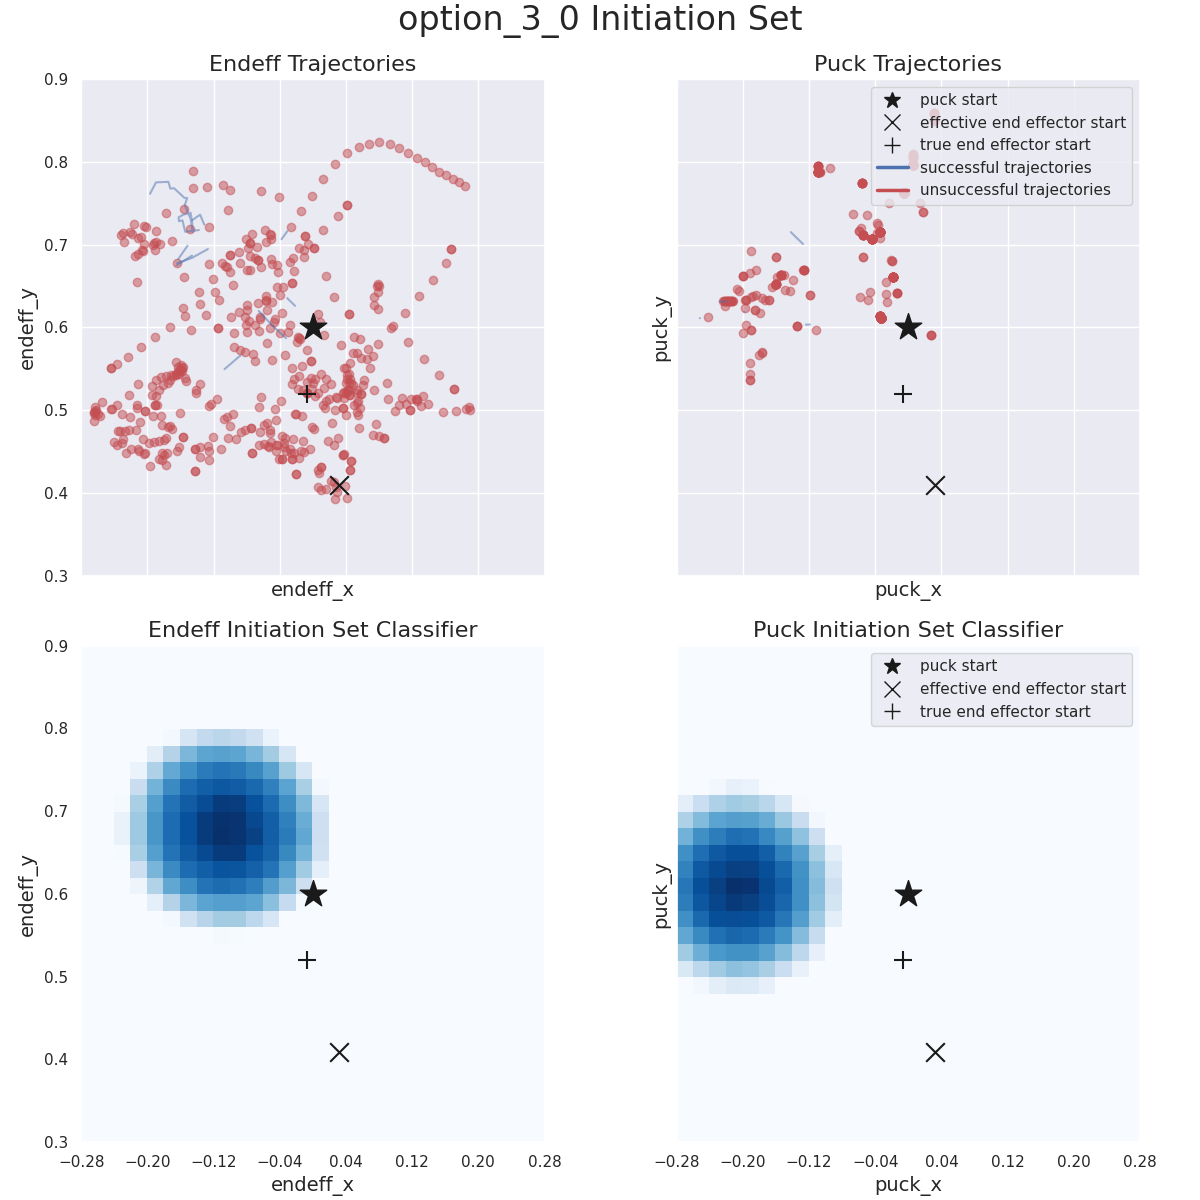 option_3_0 Initiation Set
Endeff Trajectories
0.9
0.8
0.7
0.6
0.5
0.4
0.3
endeff_y
endeff_x
Puck Trajectories
puck start
effective end effector start
true end effector start
successful trajectories
unsuccessful trajectories
puck_y
puck_x
Endeff Initiation Set Classifier
0.9
0.8
0.7
0.6
0.5
0.4
0.3
endeff_y
−0.28 −0.20 −0.12 −0.04 0.04 0.12 0.20 0.28
endeff_x
Puck Initiation Set Classifier
puck start
effective end effector start
true end effector start
puck_y
−0.28 −0.20 −0.12 −0.04 0.04 0.12 0.20 0.28
puck_x